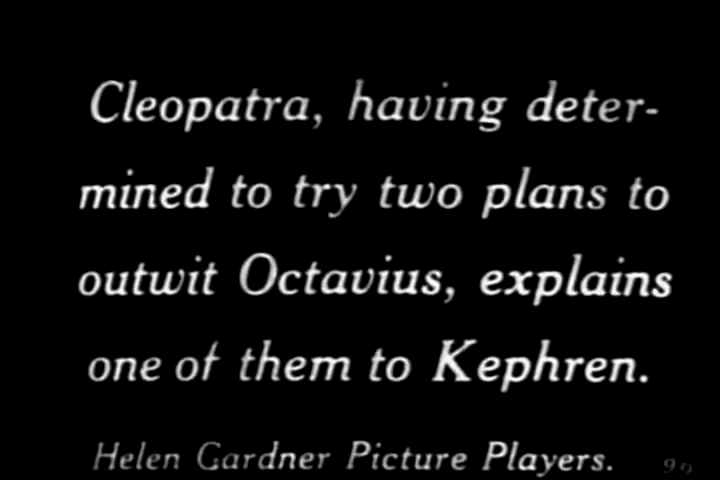 Cleopatra, having deter-
mined to try two plans to
outwit Octavius, explains
one of them to Kephren.
Helen Gardner Picture Players.